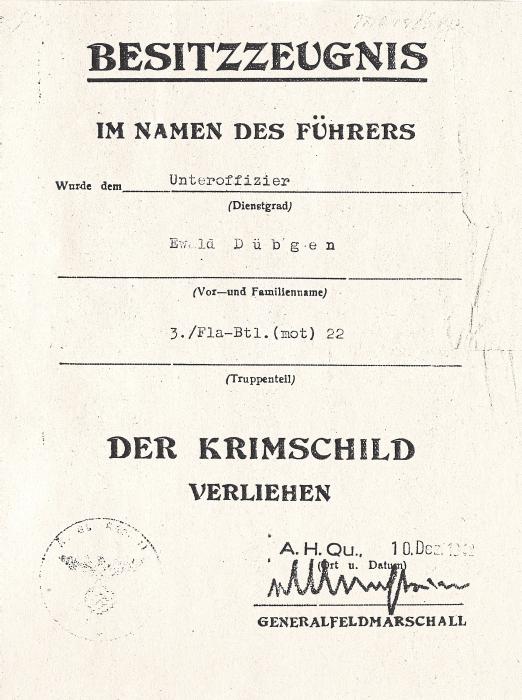 BESITZZEUGNIS
IM NAMEN DES FÜHRERS
Wurde dem Unteroffizier
(Dienstgrad)
Ewald Dübgen
(Vor—und Familienname)
3./Fla-Btl.(mot) 22
(Truppenteil)
DER KRIMSCHILD
VERLIEHEN
A. H. Qu., 10. Dez. 1942
(Ort u. Datum)
GENERALFELDMARSCHALL